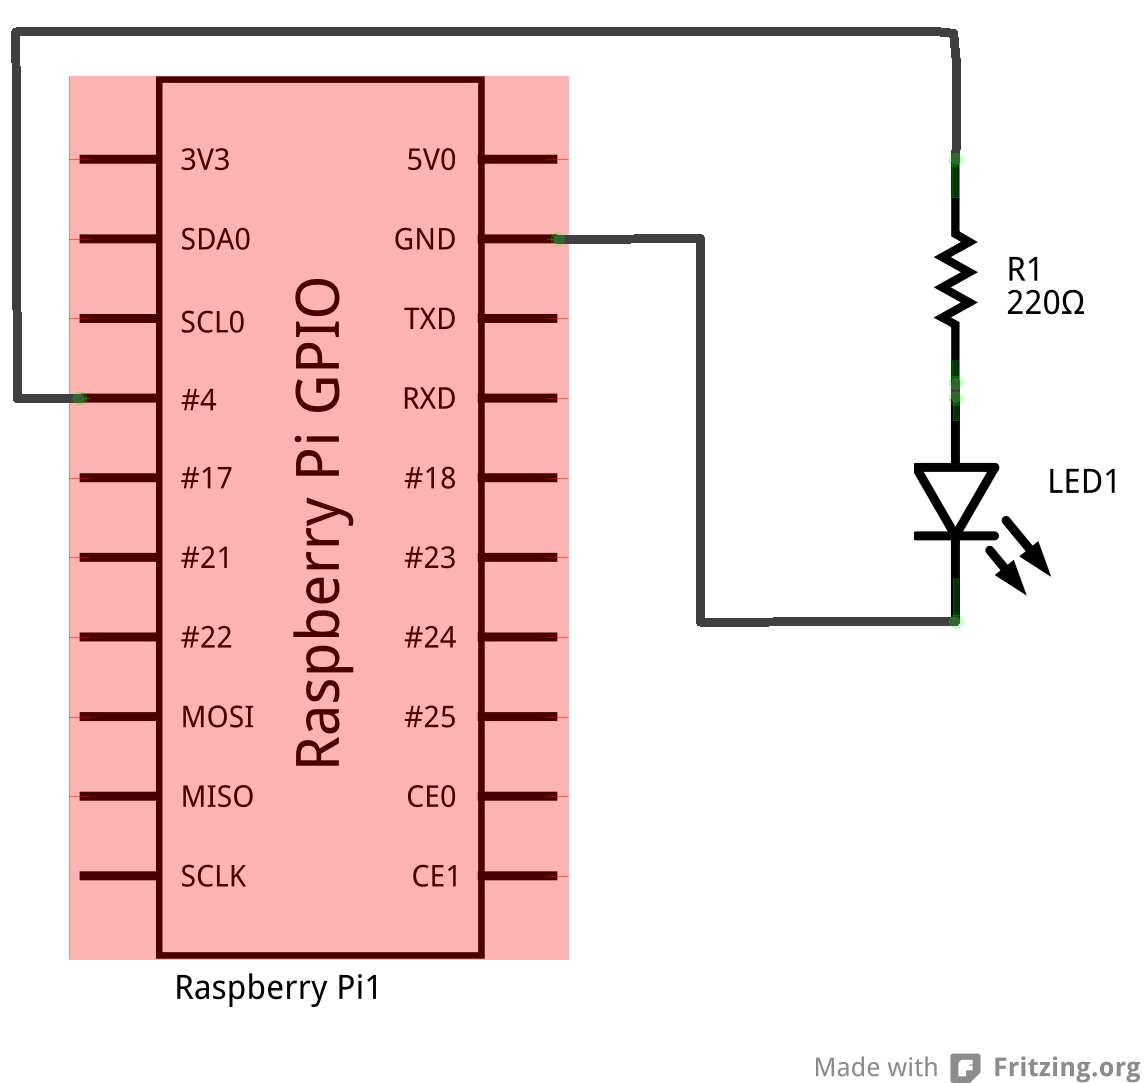 3V3 5V0
SDA0 GND
SCL0 TXD
#4 RXD
#17 #18
#21 #23
#22 #24
MOSI #25
MISO CE0
SCLK CE1
Raspberry Pi GPIO
Raspberry Pi1
R1
220Ω
LED1
Made with Fritzing.org